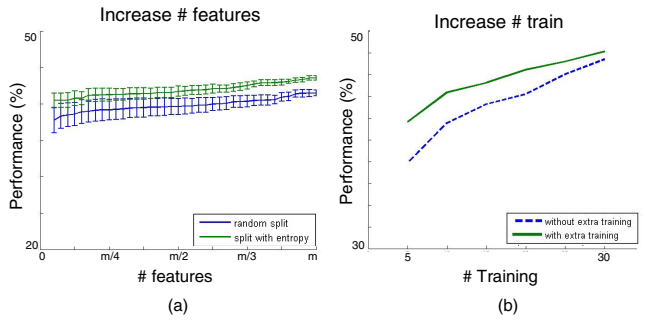 Increase # features
50
Performance (%)
20
0
m/4
m/2
m/3
m
random split
split with entropy
# features
(a)
Increase # train
50
Performance (%)
30
5
30
without extra training
with extra training
# Training
(b)